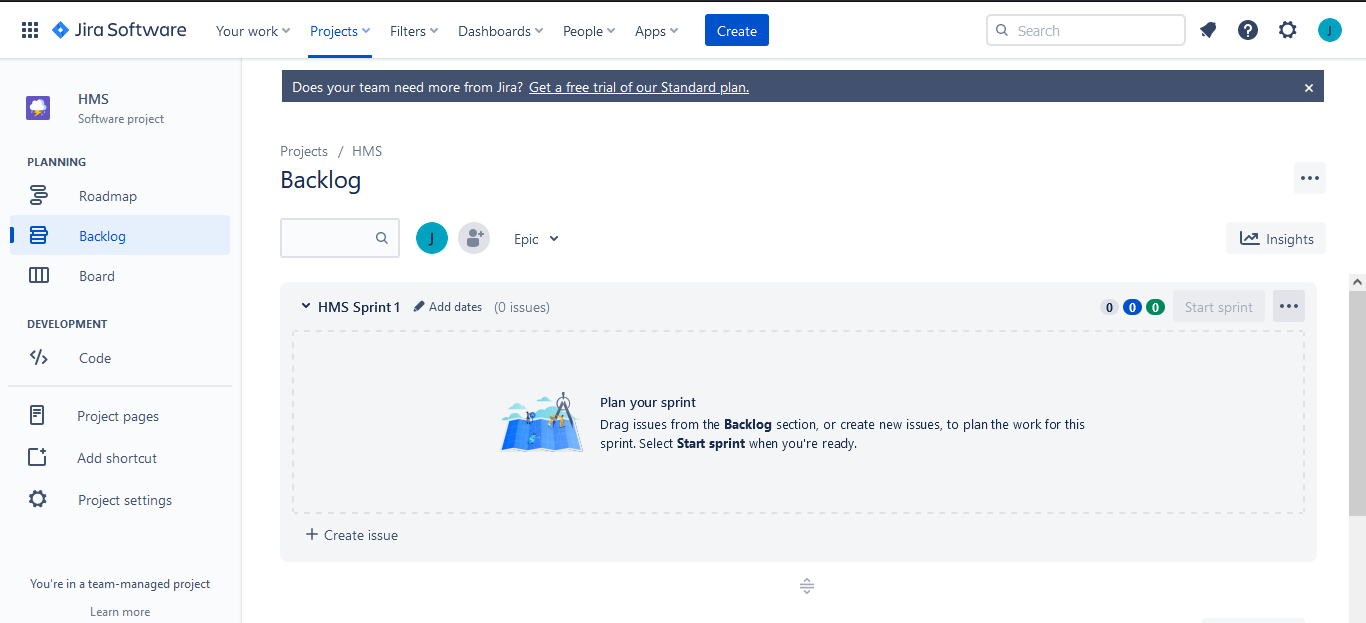 Jira Software Your work Projects Filters Dashboards People Apps Create Search J
Does your team need more from Jira? Get a free trial of our Standard plan. ×
HMS
Software project
PLANNING
Roadmap
Backlog
Board
DEVELOPMENT
Code
Project pages
Add shortcut
Project settings
You're in a team-managed project
Learn more
Projects / HMS
Backlog
J Epic Insights
HMS Sprint 1 Add dates (0 issues) 0 0 0 Start sprint
Plan your sprint
Drag issues from the Backlog section, or create new issues, to plan the work for this
sprint. Select Start sprint when you're ready.
+ Create issue